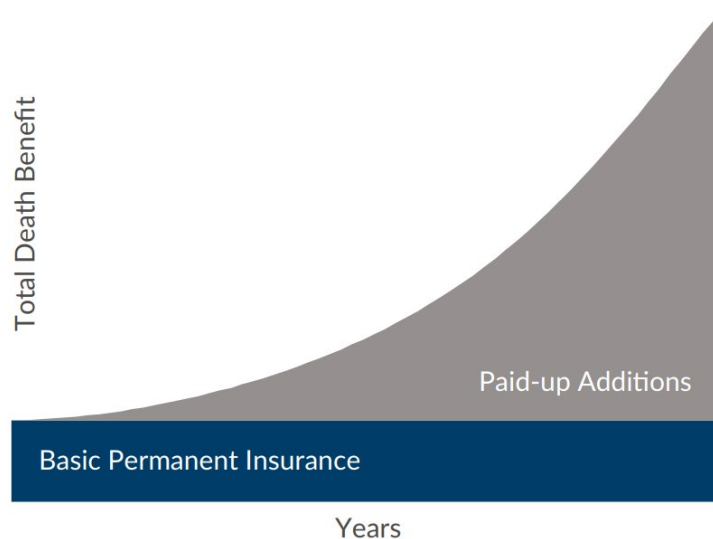 Total Death Benefit
Paid-up Additions
Basic Permanent Insurance
Years